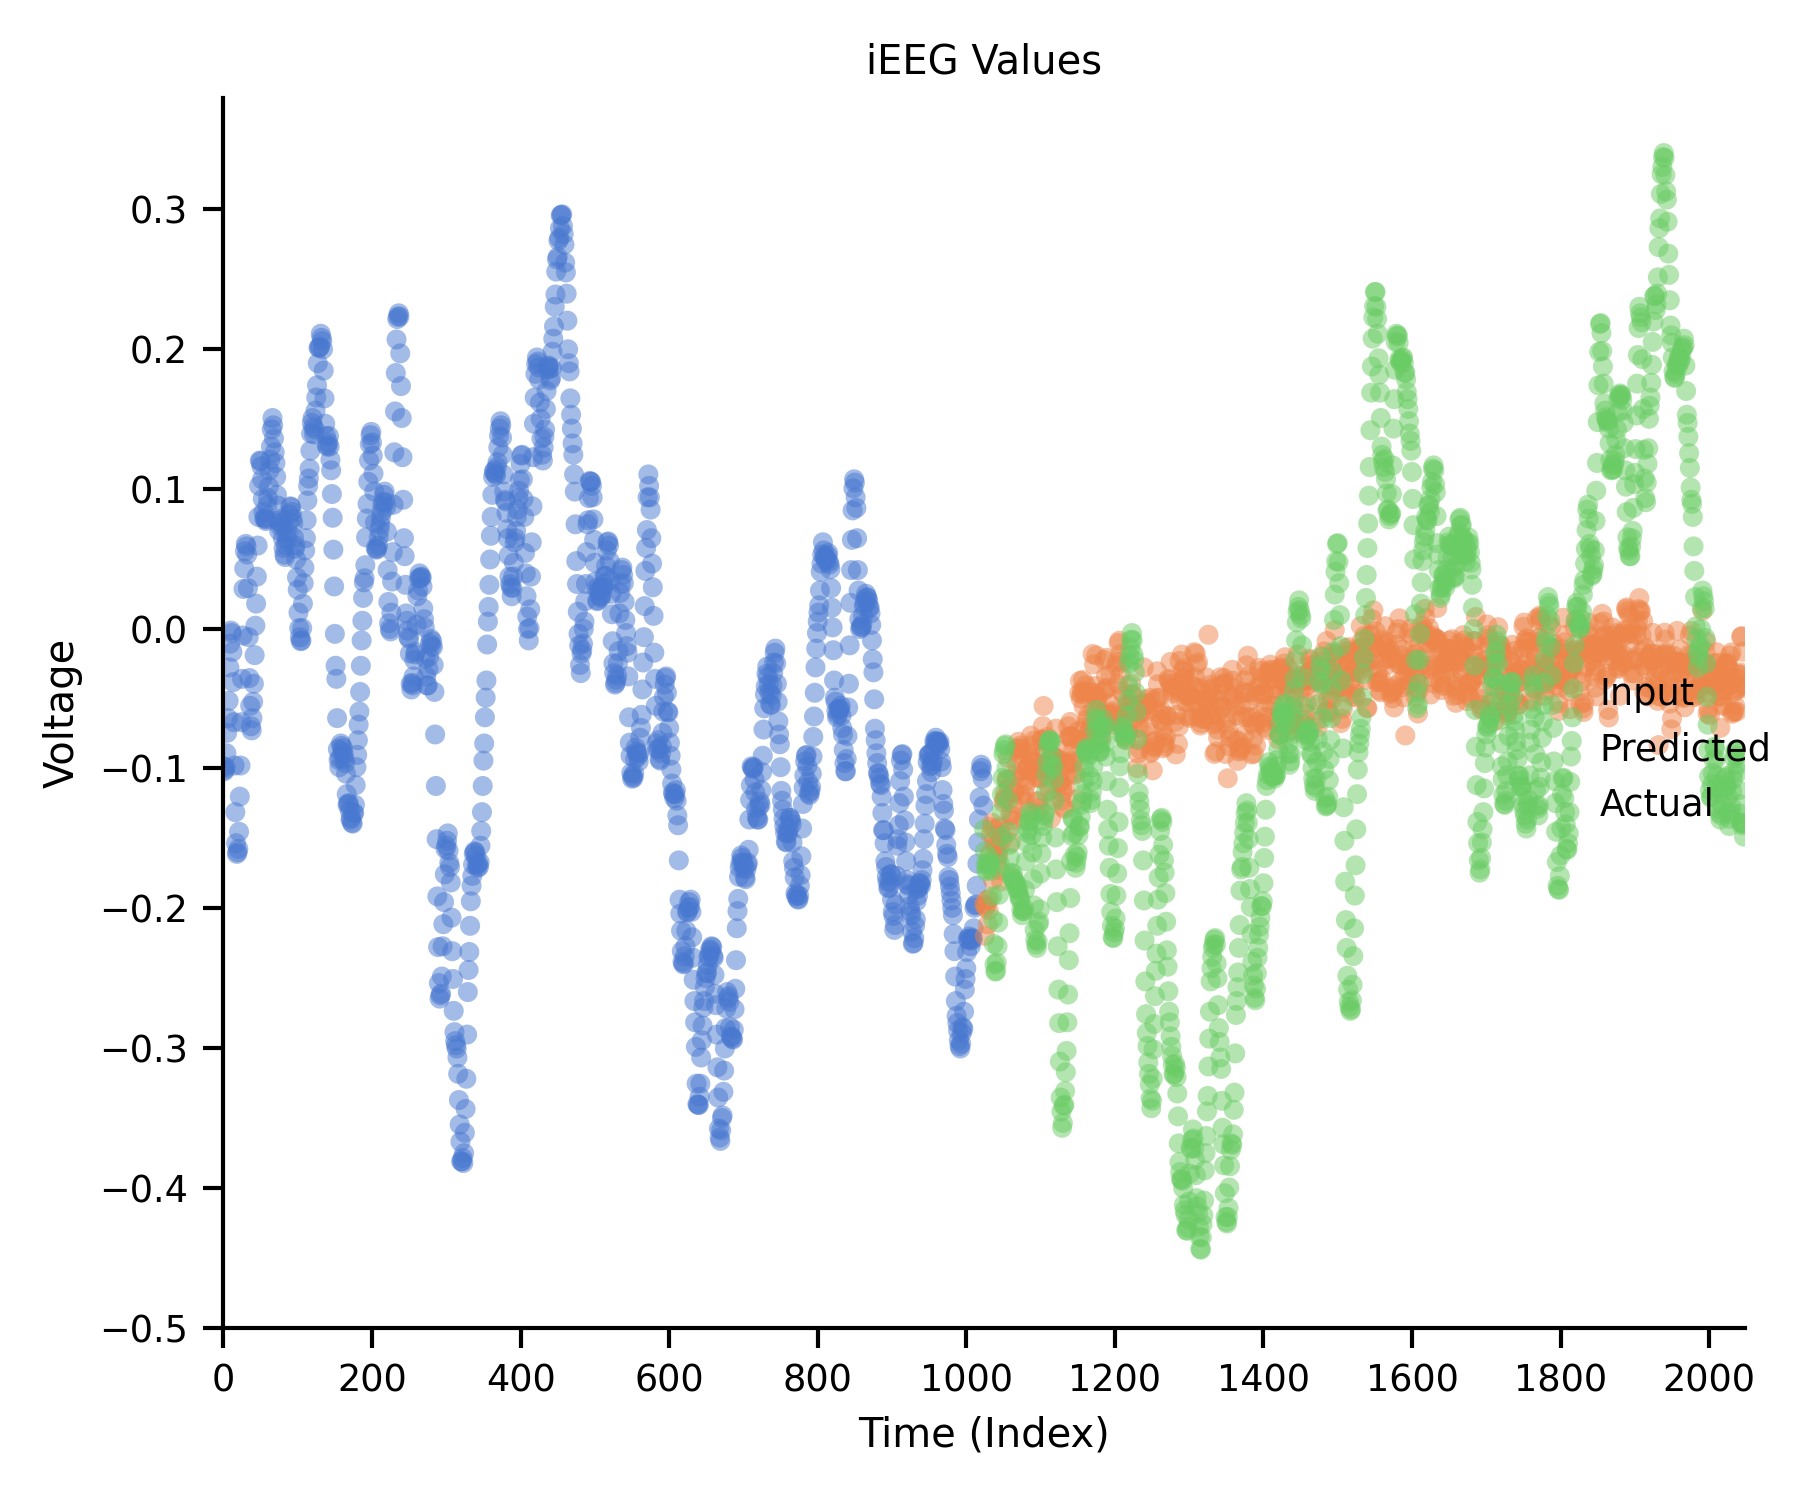 iEEG Values
Voltage
0.3
0.2
0.1
0.0
−0.1
−0.2
−0.3
−0.4
−0.5
Input
Predicted
Actual
0 200 400 600 800 1000 1200 1400 1600 1800 2000
Time (Index)